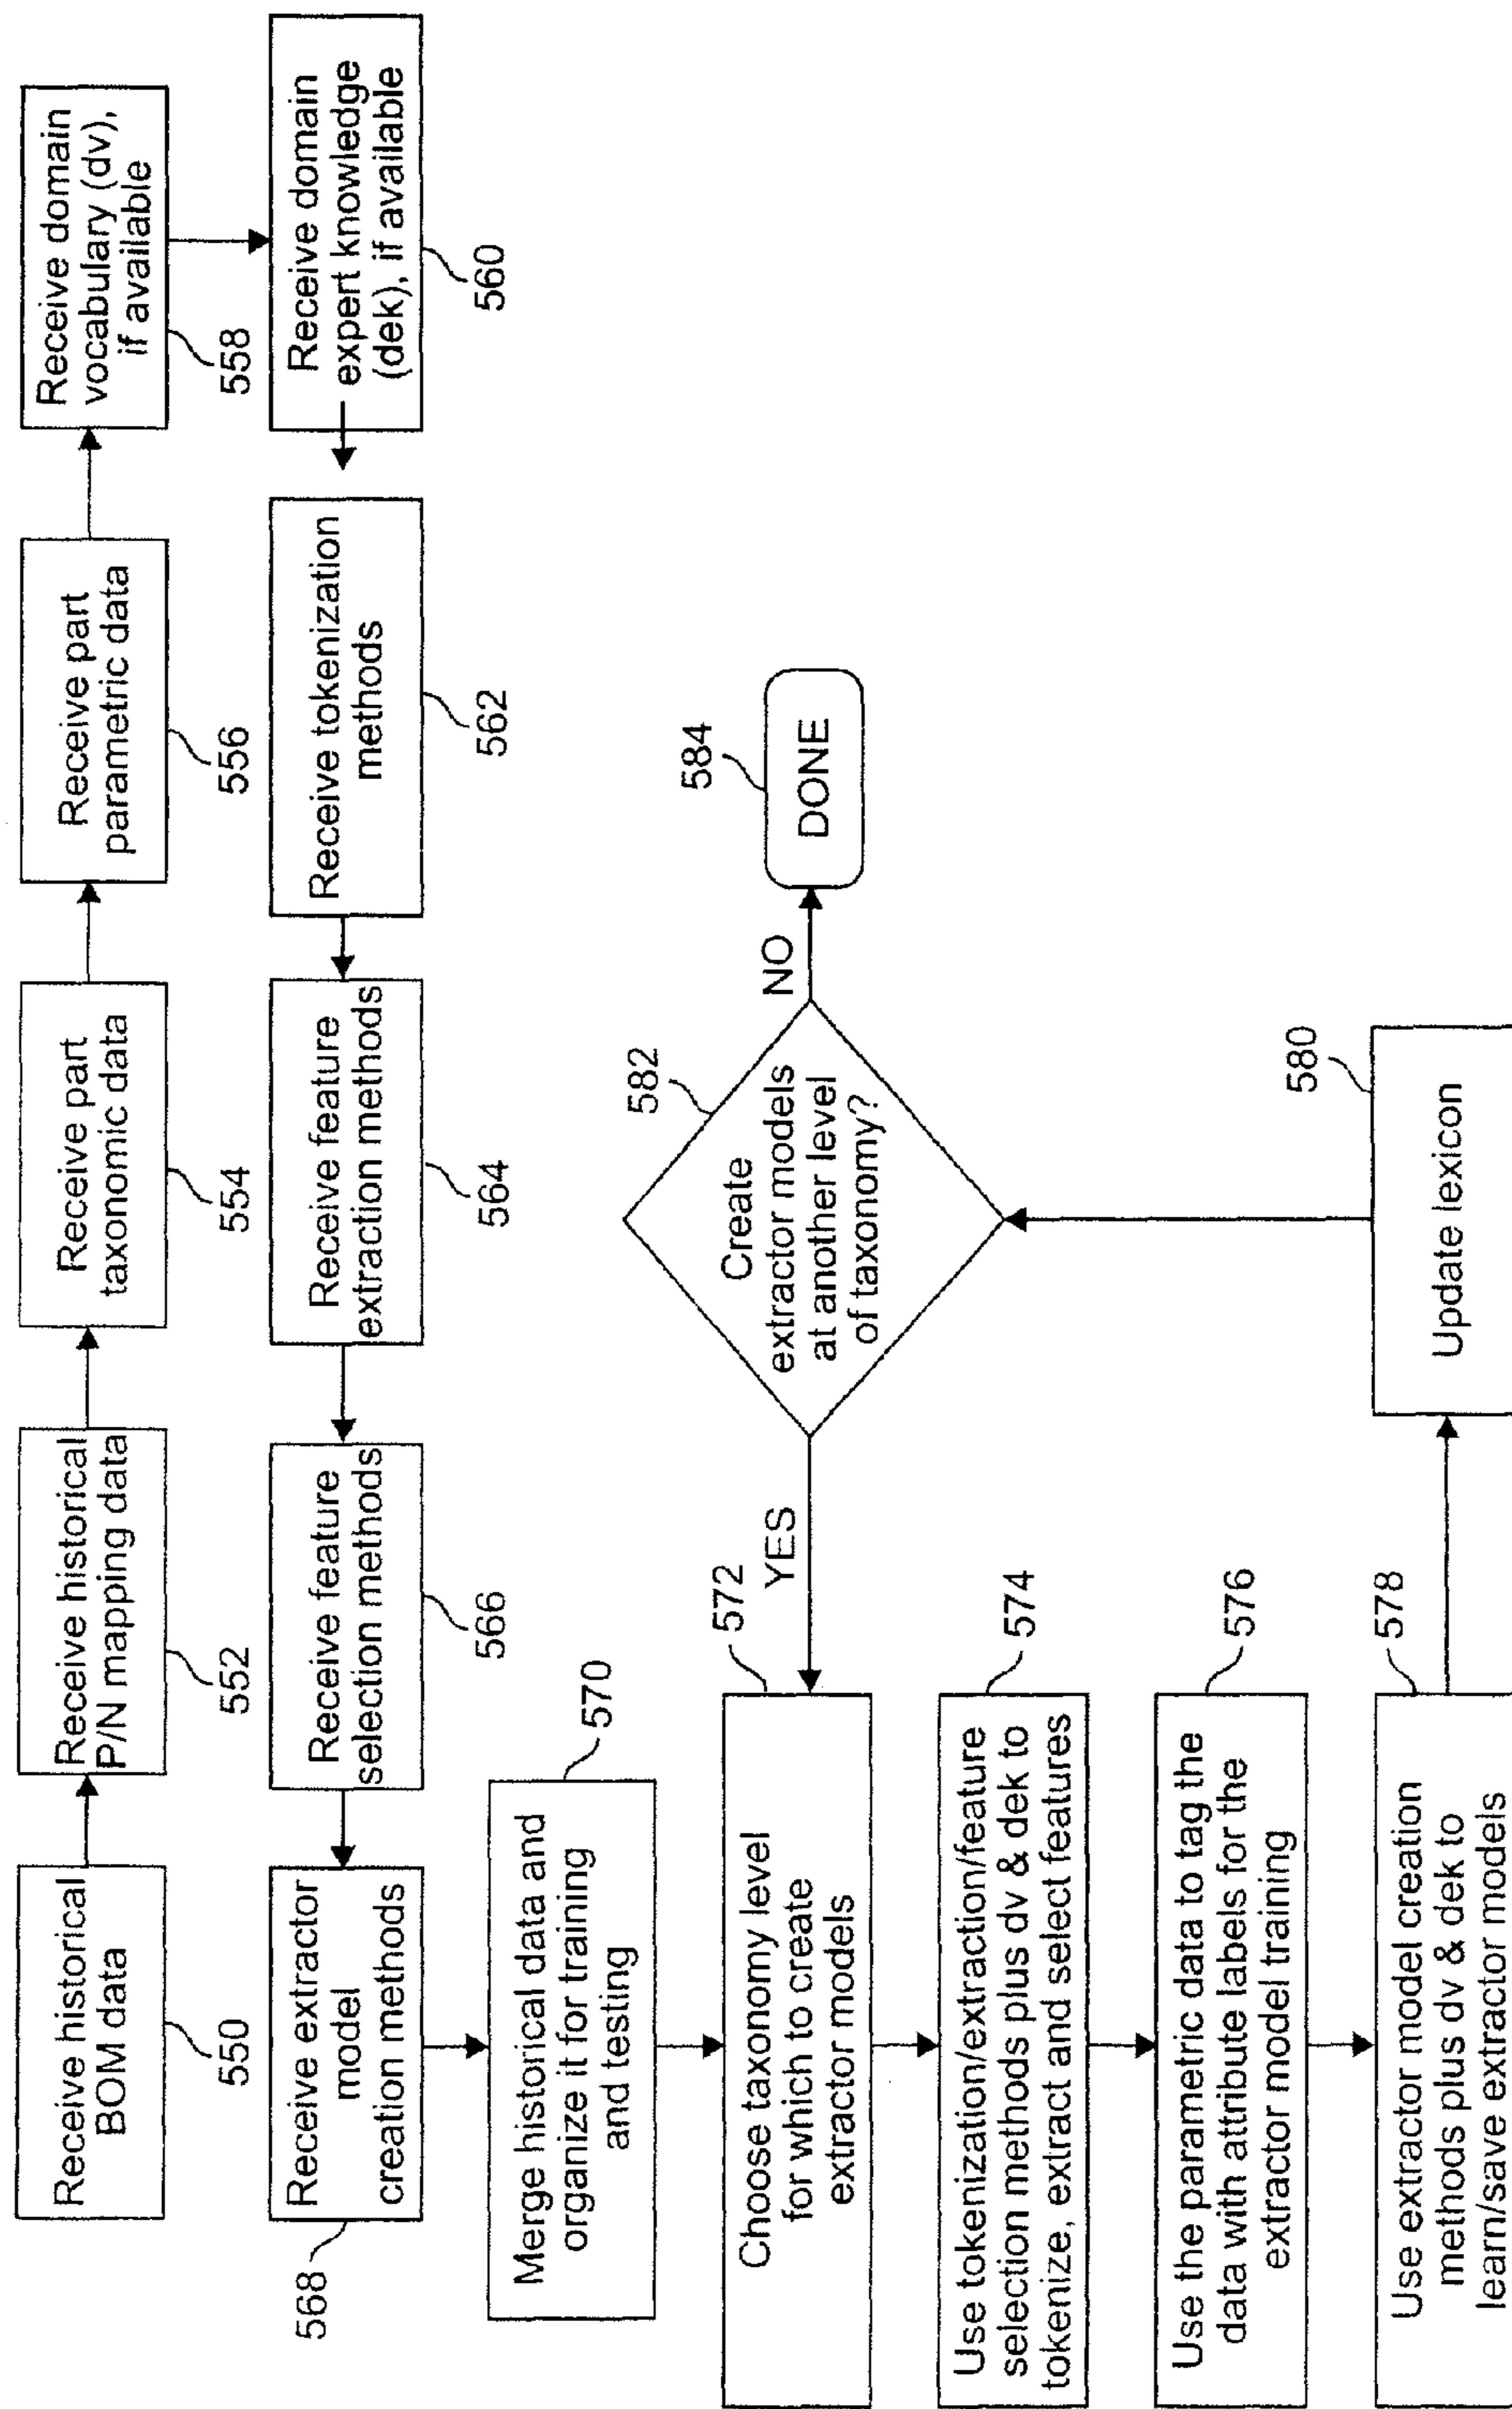 Receive historical
BOM data
550
Receive historical
P/N mapping data
552
Receive part
taxonomic data
554
Receive part
parametric data
556
Receive domain
vocabulary (dv),
if available
558
Receive domain
expert knowledge
(dek), if available
560
Receive tokenization
methods
562
Receive feature
extraction methods
564
Receive feature
selection methods
566
Receive extractor
model
creation methods
568
Merge historical data and
organize it for training
and testing
570
Choose taxonomy level
for which to create
extractor models
572
Use tokenization/extraction/feature
selection methods plus dv & dek to
tokenize, extract and select features
574
Use the parametric data to tag the
data with attribute labels for the
extractor model training
576
Use extractor model creation
methods plus dv & dek to
learn/save extractor models
578
Update lexicon
580
Create
extractor models
at another level
of taxonomy?
582
YES
NO
DONE
584